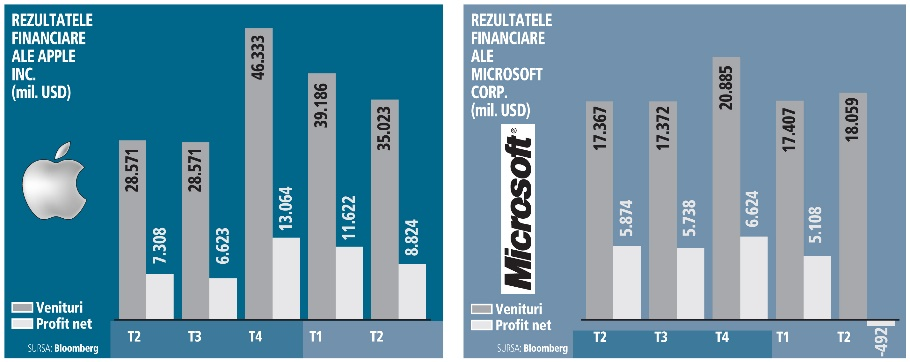 REZULTATELE
FINANCIARE
ALE APPLE
INC.
(mil. USD)
28.571
7.308
28.571
6.623
46.333
13.064
39.186
11.622
35.023
8.824
Venituri
Profit net
T2 T3 T4 T1 T2
SURSA: Bloomberg
REZULTATELE
FINANCIARE
ALE
MICROSOFT
CORP.
(mil. USD)
Microsoft®
17.367
5.874
17.372
5.738
20.885
6.624
17.407
5.108
18.059
-492
Venituri
Profit net
T2 T3 T4 T1 T2
SURSA: Bloomberg